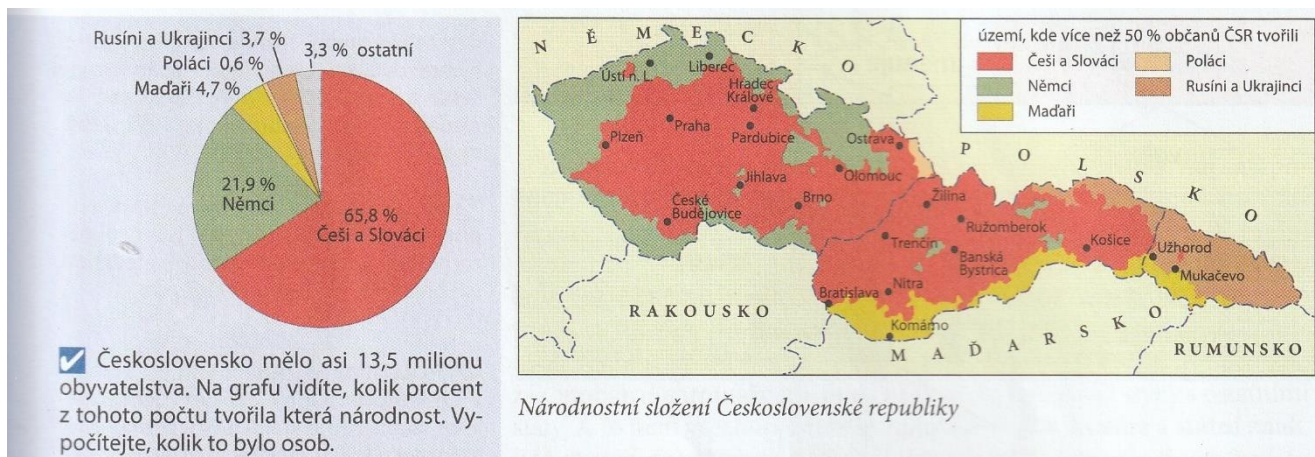 Rusíni a Ukrajinci 3,7 %
3,3 % ostatní
Poláci 0,6 %
Maďaři 4,7 %
21,9 %
Němci
65,8 %
Češi a Slováci
Československo mělo asi 13,5 milionu
obyvatelstva. Na grafu vidíte, kolik procent
z tohoto počtu tvořila která národnost. Vy-
počítejte, kolik to bylo osob.
NĚMECKO
POLSKO
RAKOUSKO
MAĎARSKO
RUMUNSKO
Ústí n. L.
Liberec
Hradec
Králové
Praha
Pardubice
Plzeň
Ostrava
Olomouc
Jihlava
Brno
České
Budějovice
Žilina
Ružomberok
Trenčín
Banská
Bystrica
Košice
Užhorod
Mukačevo
Nitra
Bratislava
Komárno
území, kde více než 50 % občanů ČSR tvořili
Češi a Slováci
Poláci
Němci
Rusíni a Ukrajinci
Maďaři
Národnostní složení Československé republiky